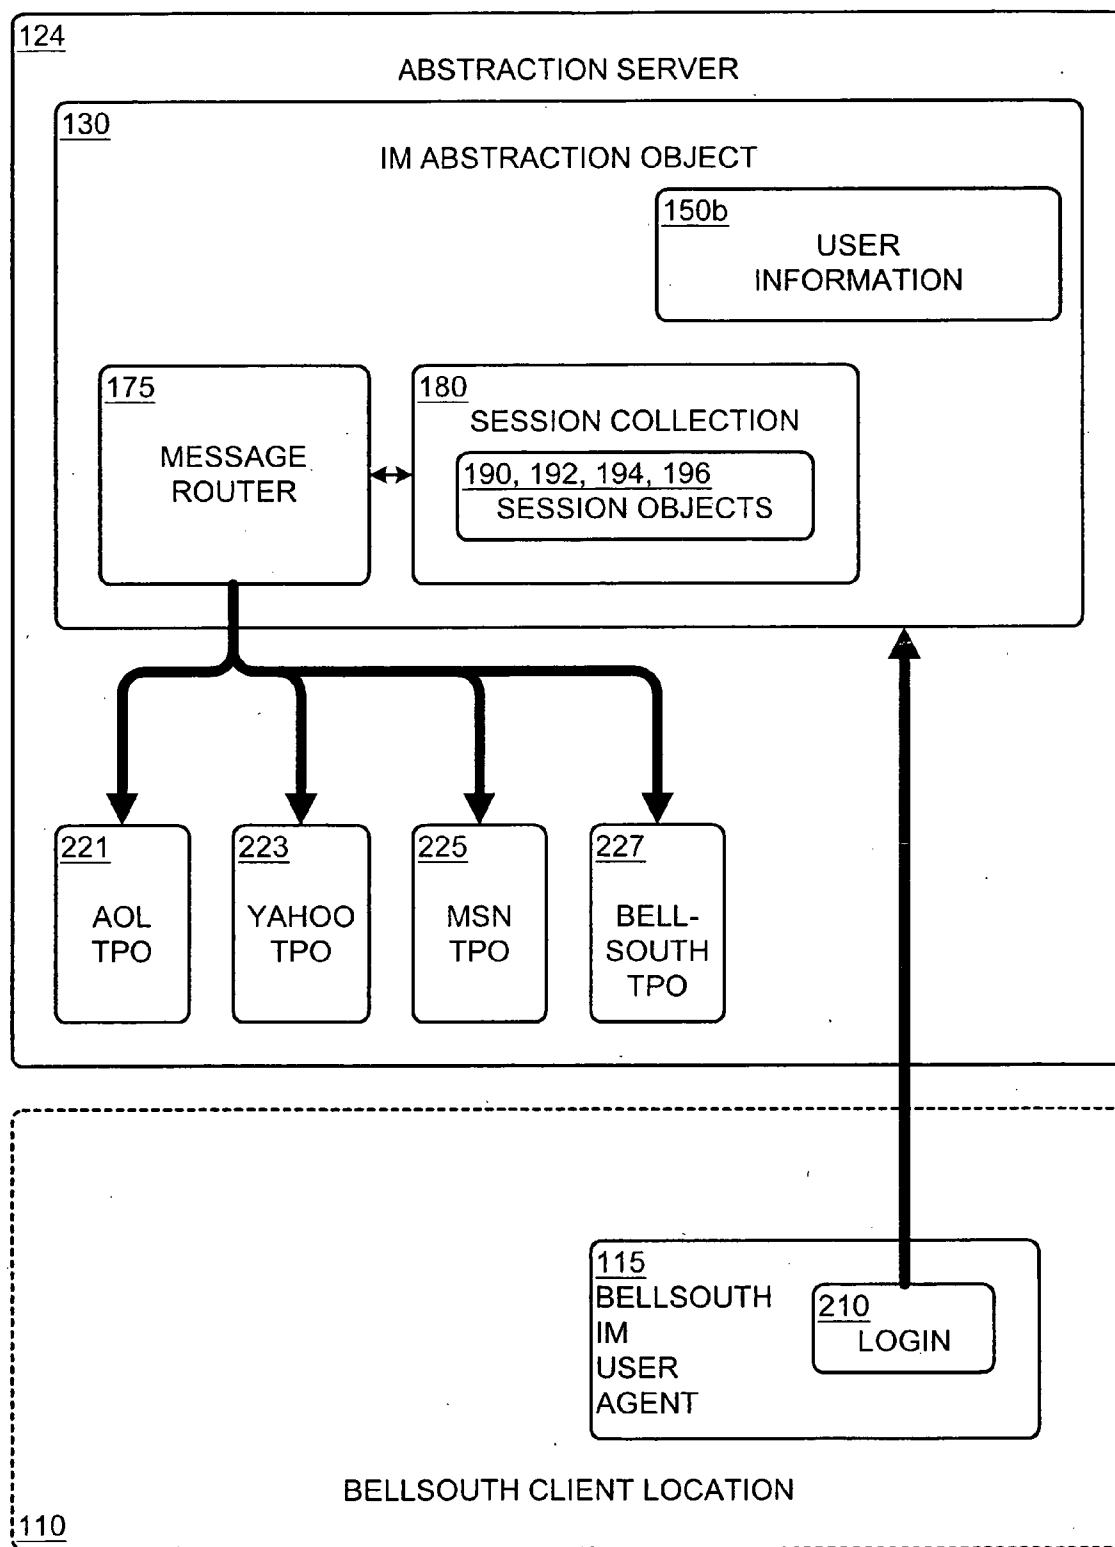 124
ABSTRACTION SERVER
130
IM ABSTRACTION OBJECT
150b
USER
INFORMATION
175
MESSAGE
ROUTER
180
SESSION COLLECTION
190, 192, 194, 196
SESSION OBJECTS
221
AOL
TPO
223
YAHOO
TPO
225
MSN
TPO
227
BELL-
SOUTH
TPO
115
BELLSOUTH
IM
USER
AGENT
210
LOGIN
BELLSOUTH CLIENT LOCATION
110